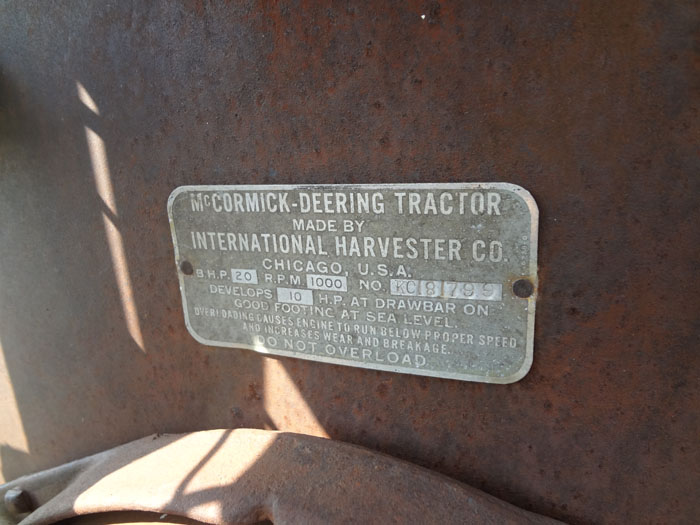 McCORMICK-DEERING TRACTOR
MADE BY
INTERNATIONAL HARVESTER CO.
CHICAGO, U.S.A.
B.H.P. 20 R.P.M. 1000 NO. KC81799
DEVELOPS 10 H.P. AT DRAWBAR ON
GOOD FOOTING AT SEA LEVEL.
OVERLOADING CAUSES ENGINE TO RUN BELOW PROPER SPEED
AND INCREASES WEAR AND BREAKAGE.
DO NOT OVERLOAD